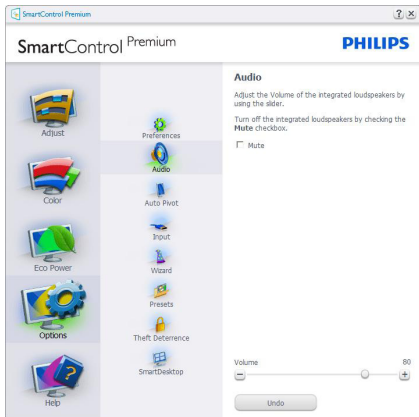 SmartControl Premium
SmartControl Premium
PHILIPS
Adjust
Color
Eco Power
Options
Help
Preferences
Audio
Auto Pivot
Input
Wizard
Presets
Theft Deterrence
SmartDesktop
Audio
Adjust the Volume of the integrated loudspeakers by
using the slider.
Turn off the integrated loudspeakers by checking the
Mute checkbox.
Mute
Volume 80
Undo